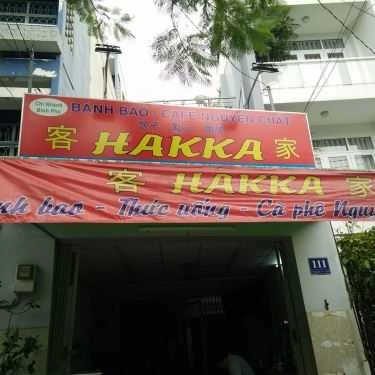 Chi Nhánh
Bình Phú
BÁNH BAO - CAFÉ NGUYÊN CHẤT
客 HAKKA 家
客 HAKKA 家
nh bao - Thức uống - Cà phê Nguy
111